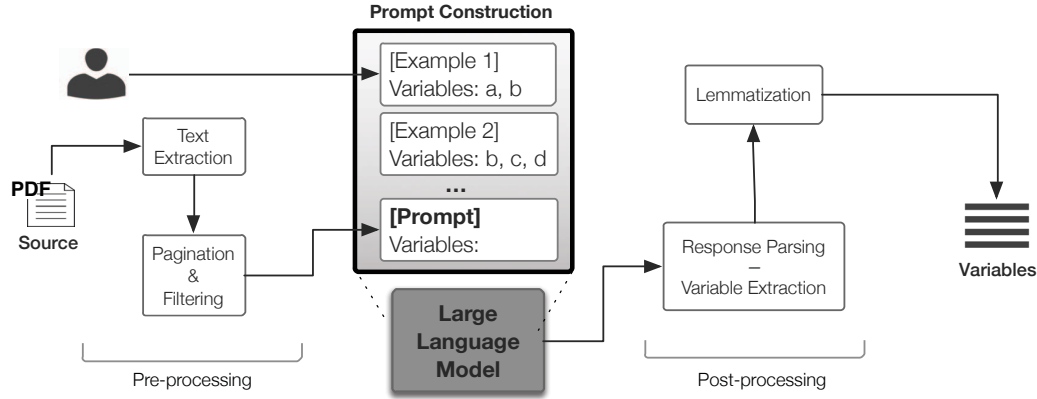 Prompt Construction
[Example 1]
Variables: a, b
[Example 2]
Variables: b, c, d
...
[Prompt]
Variables:
Text
Extraction
PDF
Source
Pagination
&
Filtering
Pre-processing
Large
Language
Model
Lemmatization
Response Parsing
–
Variable Extraction
Post-processing
Variables